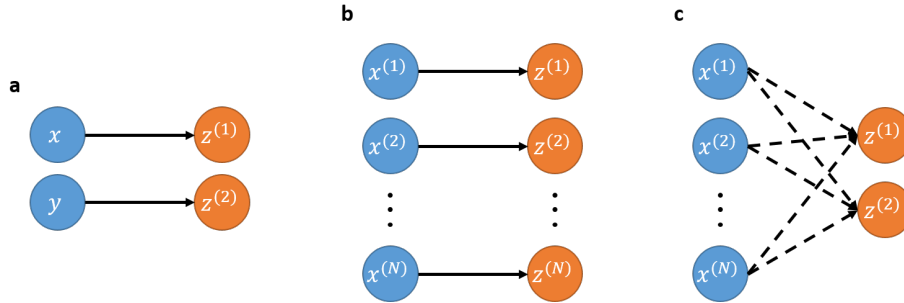 a
x z^(1)
y z^(2)
b
x^(1) z^(1)
x^(2) z^(2)
⋮ ⋮
x^(N) z^(N)
c
x^(1)
z^(1)
x^(2)
z^(2)
⋮
x^(N)